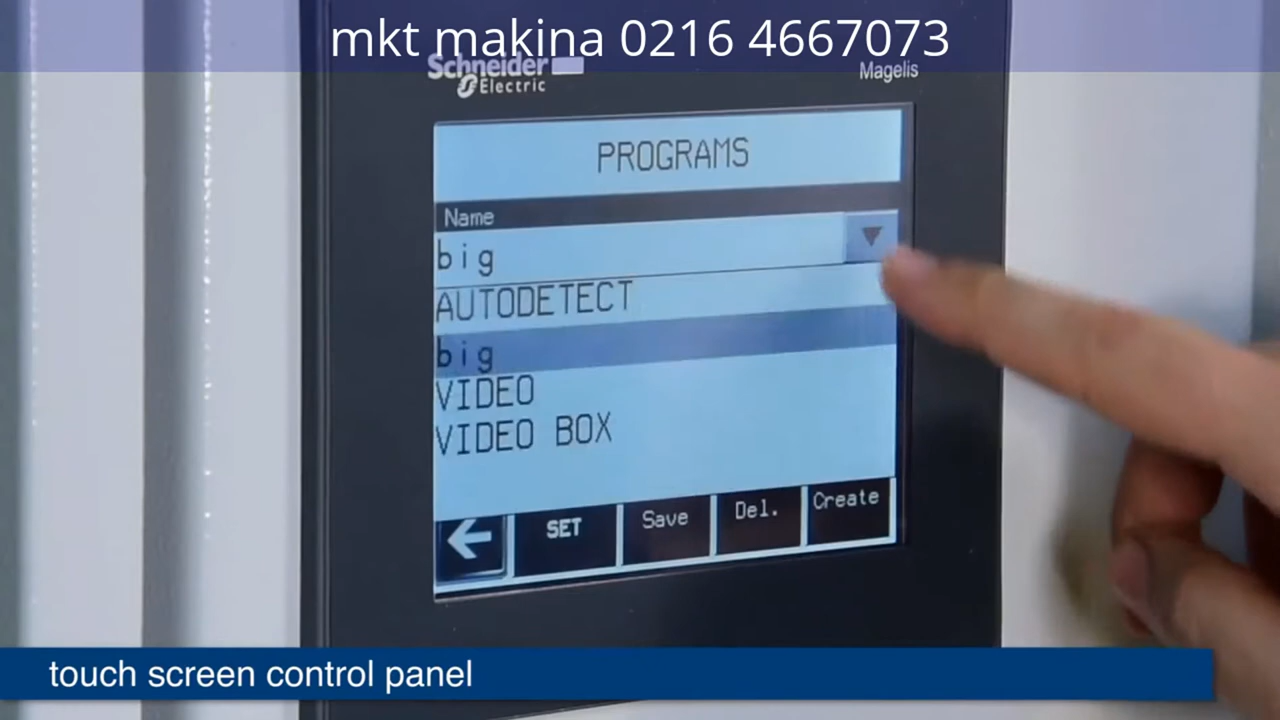 mkt makina 0216 4667073
Schneider
Electric
Magelis
PROGRAMS
Name
big
AUTODETECT
big
VIDEO
VIDEO BOX
SET Save Del. Create
touch screen control panel